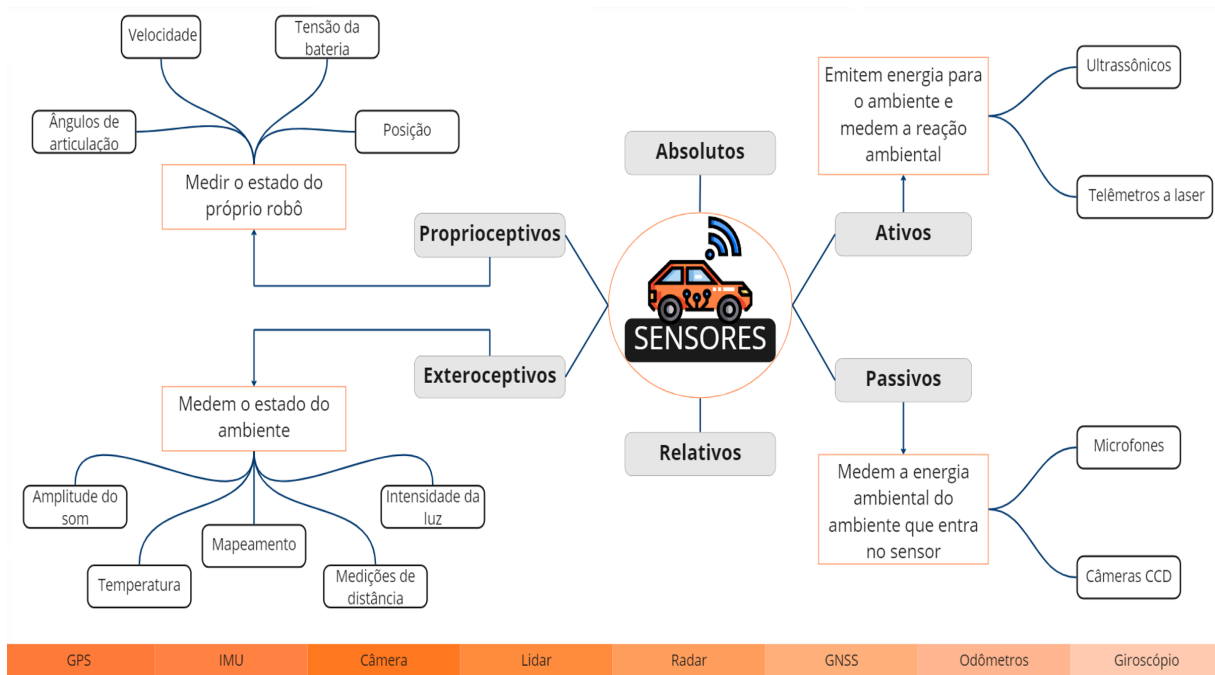 Velocidade
Tensão da
bateria
Ângulos de
articulação
Posição
Medir o estado do
próprio robô
Proprioceptivos
Absolutos
Emitem energia para
o ambiente e
medem a reação
ambiental
Ultrassônicos
Telêmetros a laser
Ativos
SENSORES
Exteroceptivos
Medem o estado do
ambiente
Amplitude do
som
Temperatura
Mapeamento
Medições de
distância
Intensidade da
luz
Relativos
Passivos
Medem a energia
ambiental do
ambiente que entra
no sensor
Microfones
Câmeras CCD
GPS
IMU
Câmera
Lidar
Radar
GNSS
Odômetros
Giroscópio